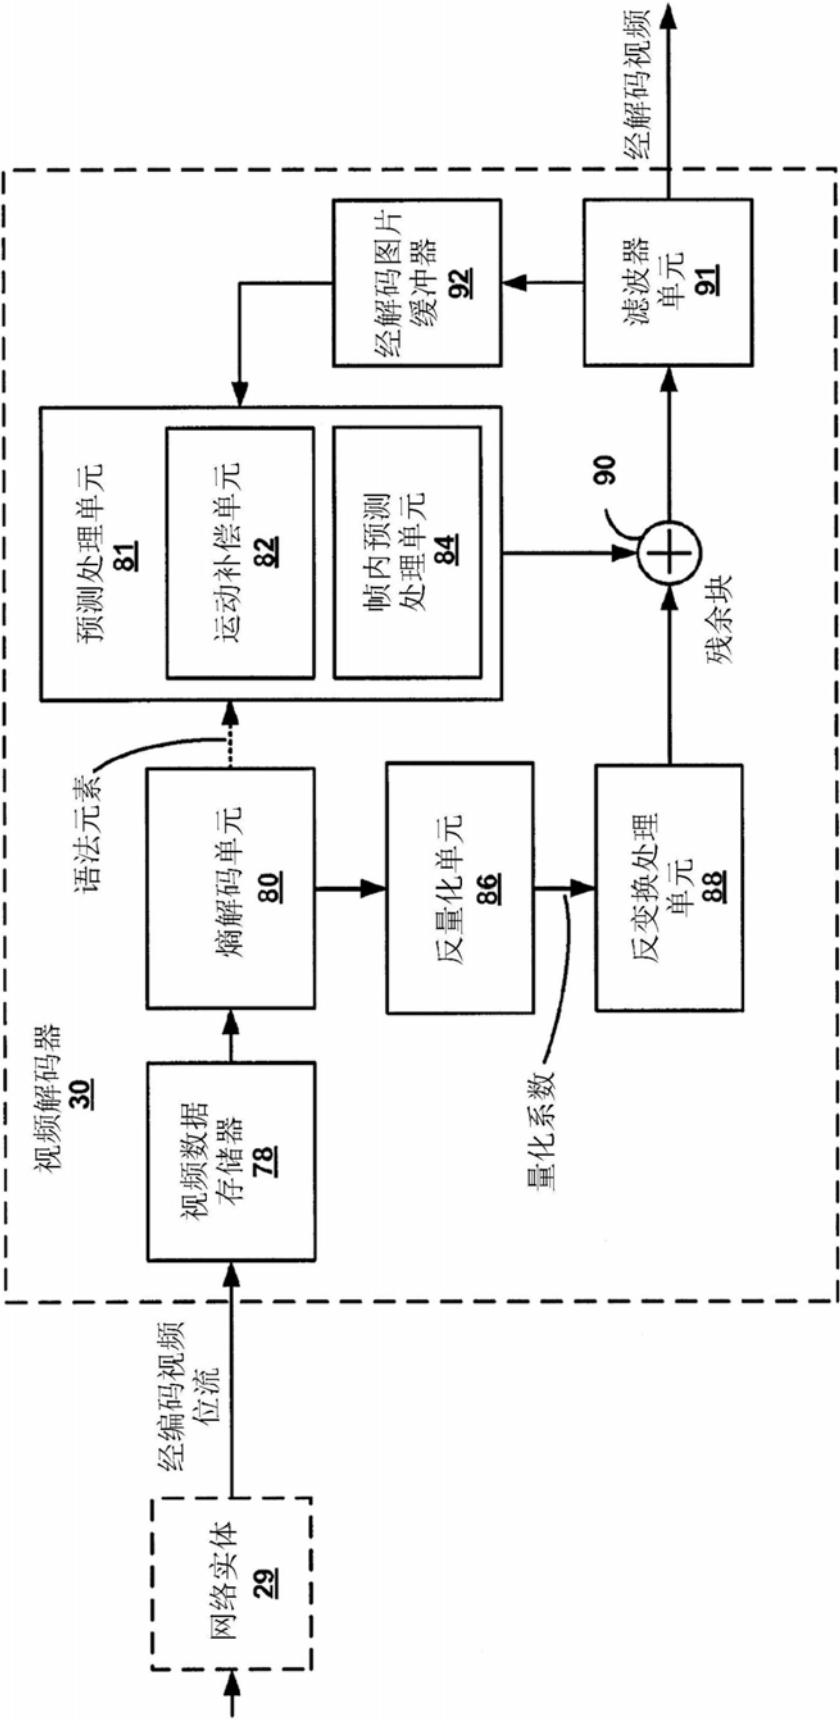 视频解码器
30
网络实体
29
经编码视频
位流
视频数据
存储器
78
熵解码单元
80
语法元素
预测处理单元
81
运动补偿单元
82
帧内预测
处理单元
84
反量化单元
86
量化系数
反变换处理
单元
88
残余块
90
滤波器
单元
91
经解码图片
缓冲器
92
经解码视频